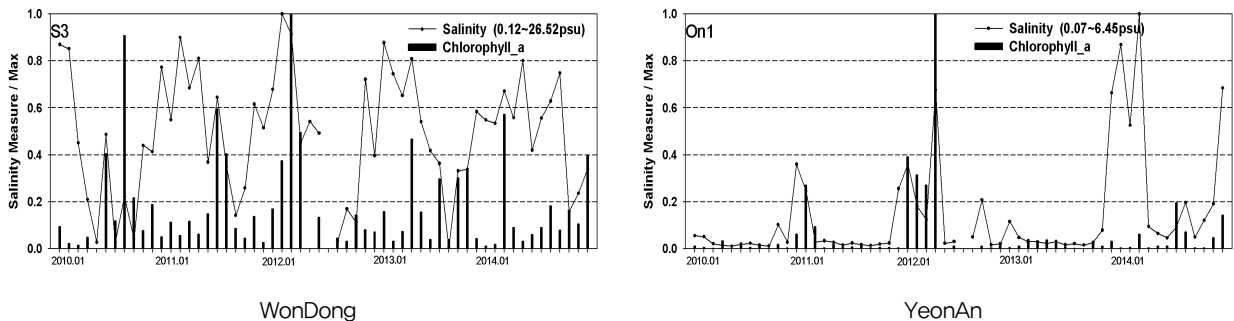 S3
Salinity (0.12~26.52psu)
Chlorophyll_a
Salinity Measure / Max
1.0
0.8
0.6
0.4
0.2
0.0
2010.01 2011.01 2012.01 2013.01 2014.01
WonDong
On1
Salinity (0.07~6.45psu)
Chlorophyll_a
Salinity Measure / Max
1.0
0.8
0.6
0.4
0.2
0.0
2010.01 2011.01 2012.01 2013.01 2014.01
YeonAn